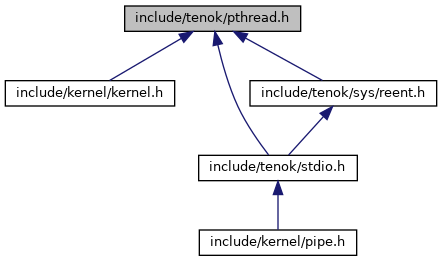 include/tenok/pthread.h
include/kernel/kernel.h
include/tenok/sys/reent.h
include/tenok/stdio.h
include/kernel/pipe.h